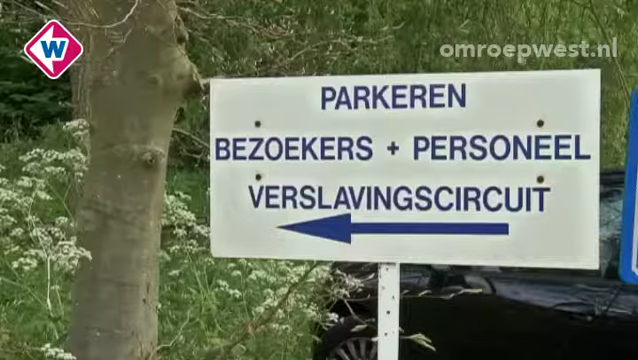 W
omroepwest.nl
PARKEREN
BEZOEKERS + PERSONEEL
VERSLAVINGSCIRCUIT